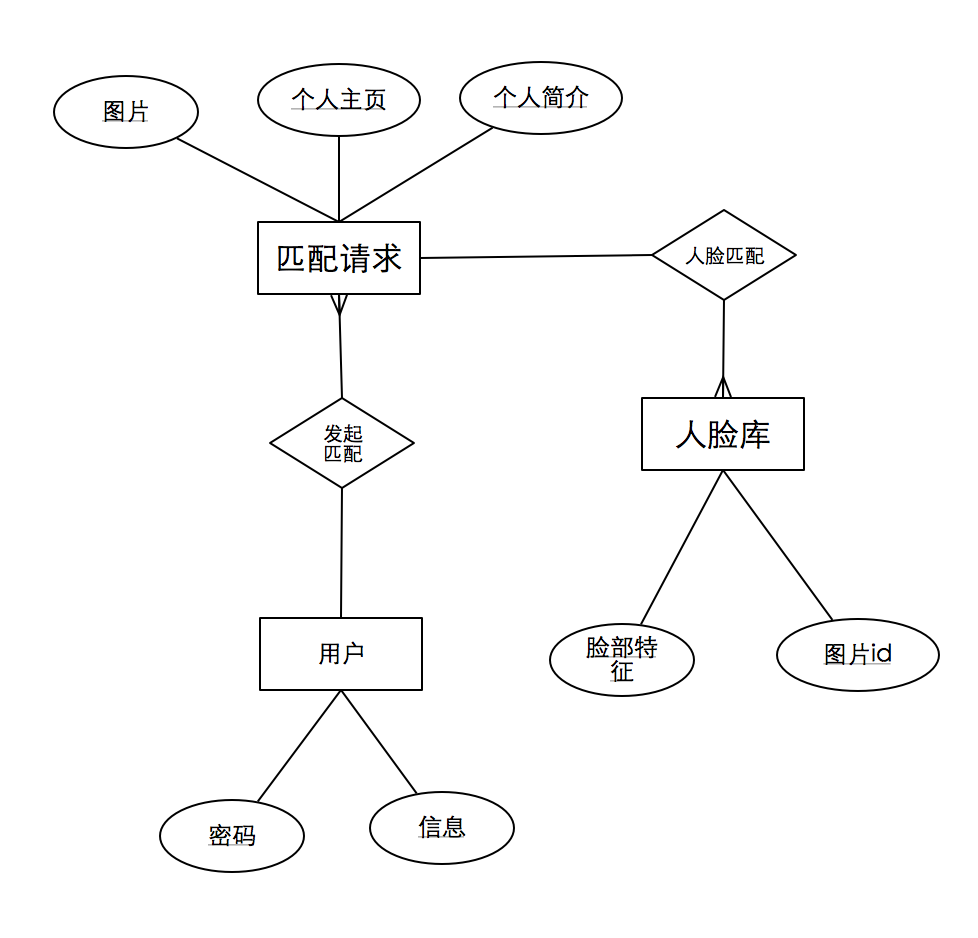 图片
个人主页
个人简介
匹配请求
人脸匹配
发起
匹配
人脸库
用户
脸部特
征
图片id
密码
信息